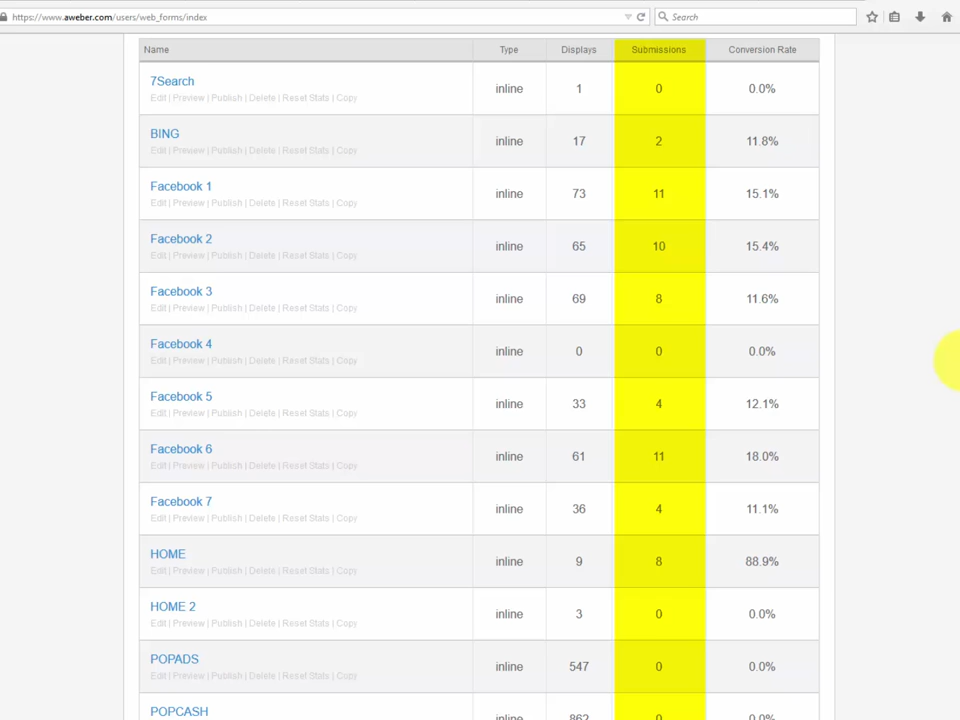 https://www.aweber.com/users/web_forms/index Search
Name Type Displays Submissions Conversion Rate
7Search
Edit | Preview | Publish | Delete | Reset Stats | Copy
inline 1 0 0.0%
BING
Edit | Preview | Publish | Delete | Reset Stats | Copy
inline 17 2 11.8%
Facebook 1
Edit | Preview | Publish | Delete | Reset Stats | Copy
inline 73 11 15.1%
Facebook 2
Edit | Preview | Publish | Delete | Reset Stats | Copy
inline 65 10 15.4%
Facebook 3
Edit | Preview | Publish | Delete | Reset Stats | Copy
inline 69 8 11.6%
Facebook 4
Edit | Preview | Publish | Delete | Reset Stats | Copy
inline 0 0 0.0%
Facebook 5
Edit | Preview | Publish | Delete | Reset Stats | Copy
inline 33 4 12.1%
Facebook 6
Edit | Preview | Publish | Delete | Reset Stats | Copy
inline 61 11 18.0%
Facebook 7
Edit | Preview | Publish | Delete | Reset Stats | Copy
inline 36 4 11.1%
HOME
Edit | Preview | Publish | Delete | Reset Stats | Copy
inline 9 8 88.9%
HOME 2
Edit | Preview | Publish | Delete | Reset Stats | Copy
inline 3 0 0.0%
POPADS
Edit | Preview | Publish | Delete | Reset Stats | Copy
inline 547 0 0.0%
POPCASH
inline 862 0 0.0%